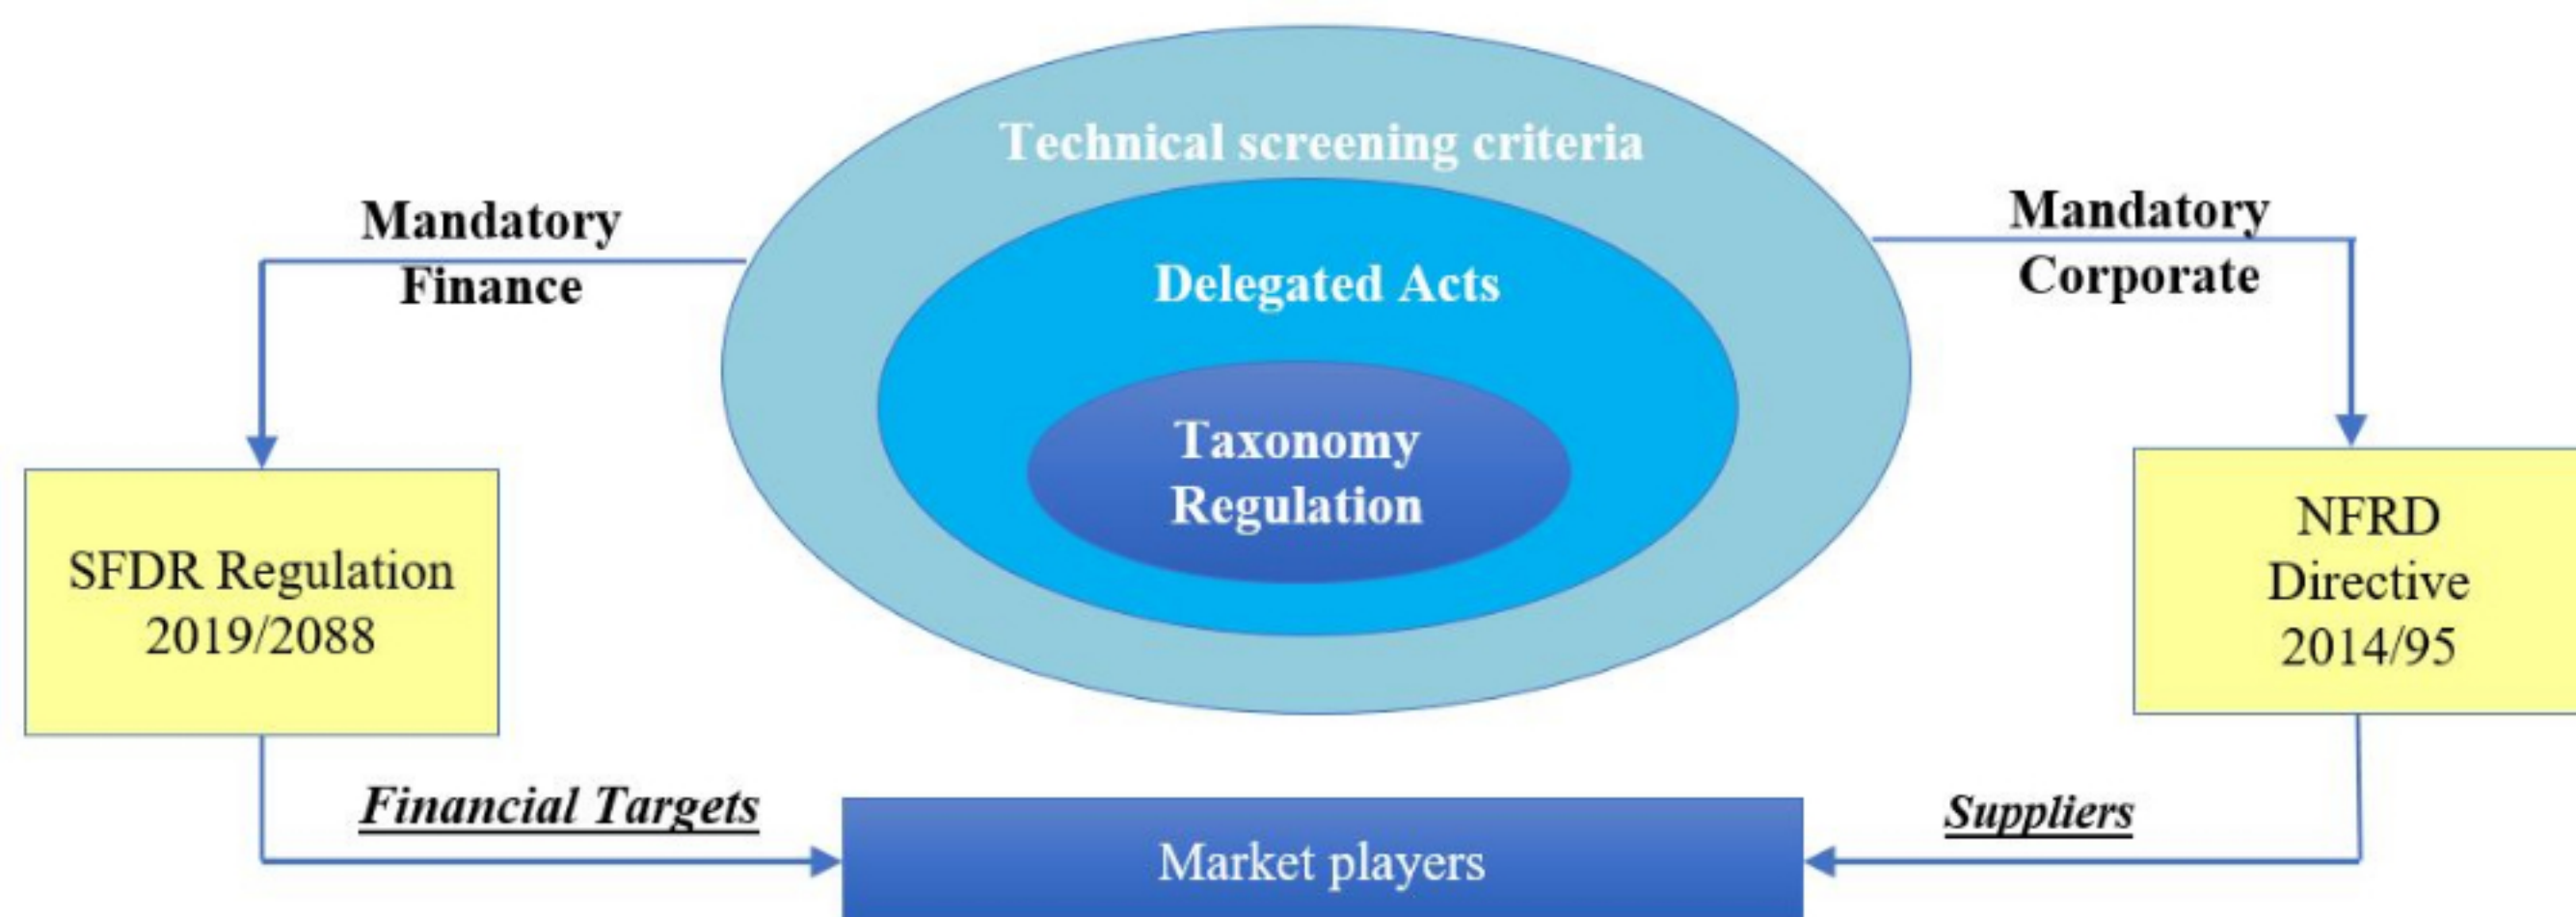 Technical screening criteria
Mandatory
Finance
Mandatory
Corporate
Delegated Acts
Taxonomy
Regulation
SFDR Regulation
2019/2088
NFRD
Directive
2014/95
Financial Targets
Suppliers
Market players